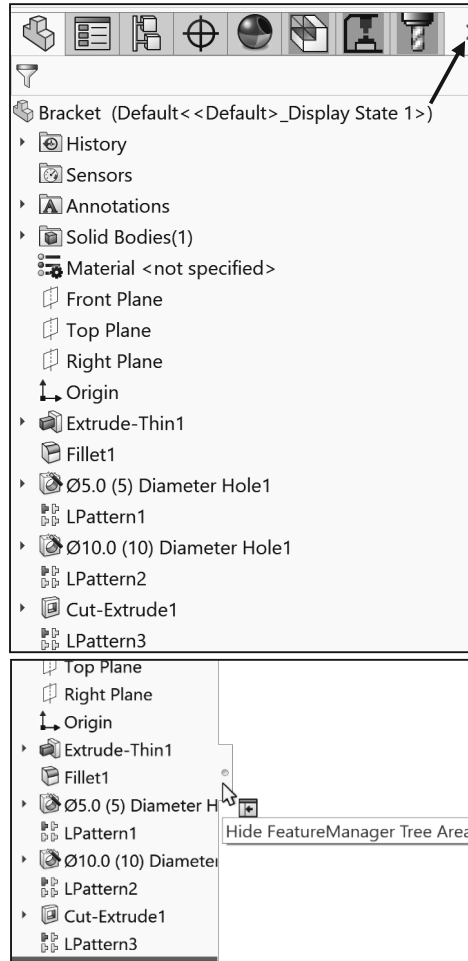 Bracket (Default<<Default>_Display State 1>)
History
Sensors
Annotations
Solid Bodies(1)
Material <not specified>
Front Plane
Top Plane
Right Plane
Origin
Extrude-Thin1
Fillet1
Ø5.0 (5) Diameter Hole1
LPattern1
Ø10.0 (10) Diameter Hole1
LPattern2
Cut-Extrude1
LPattern3
Top Plane
Right Plane
Origin
Extrude-Thin1
Fillet1
Ø5.0 (5) Diameter H
LPattern1
Hide FeatureManager Tree Area
Ø10.0 (10) Diameter
LPattern2
Cut-Extrude1
LPattern3